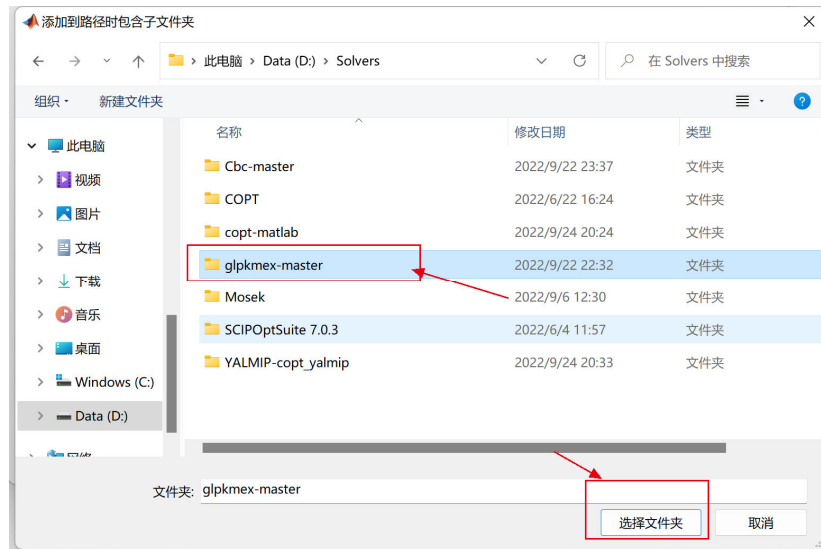 添加到路径时包含子文件夹
此电脑 > Data (D:) > Solvers
在 Solvers 中搜索
组织
新建文件夹
名称 修改日期 类型
此电脑
视频
图片
文档
下载
音乐
桌面
Windows (C:)
Data (D:)
Cbc-master 2022/9/22 23:37 文件夹
COPT 2022/6/22 16:24 文件夹
copt-matlab 2022/9/24 20:24 文件夹
glpkmex-master 2022/9/22 22:32 文件夹
Mosek 2022/9/6 12:30 文件夹
SCIPOptSuite 7.0.3 2022/6/4 11:57 文件夹
YALMIP-copt_yalmip 2022/9/24 20:33 文件夹
文件夹: glpkmex-master
选择文件夹 取消